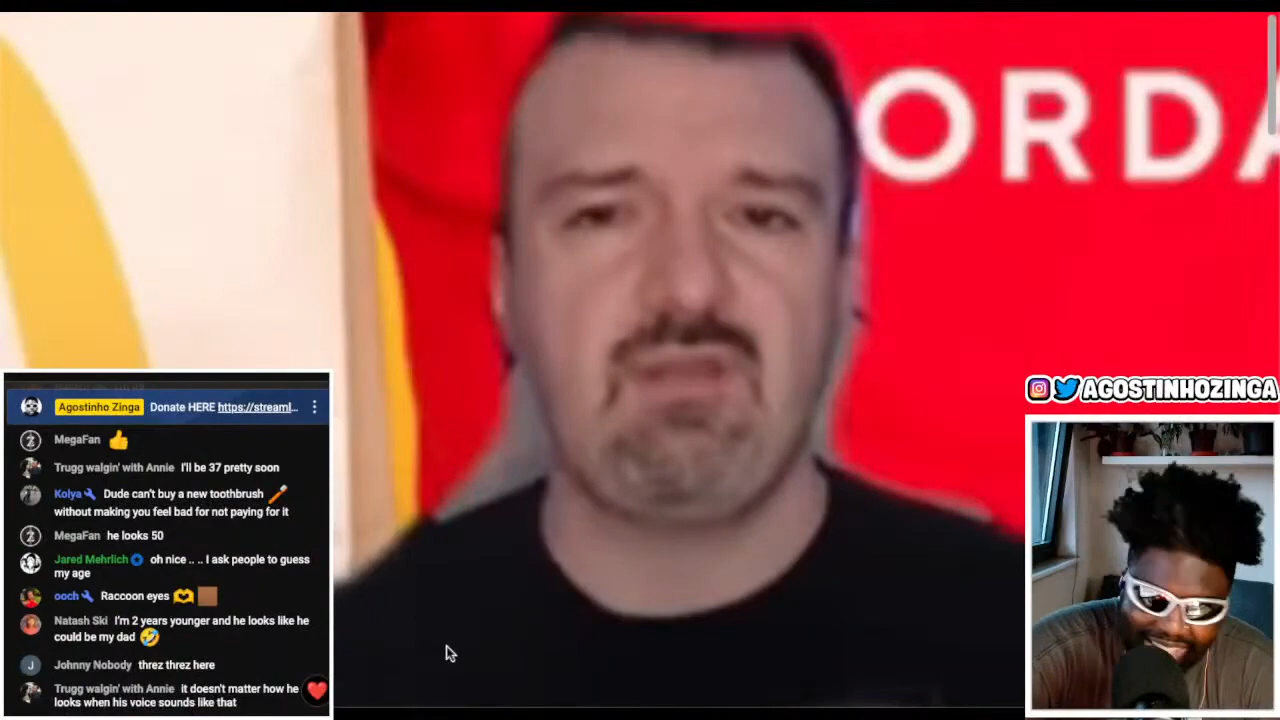 ORDA
AGOSTINHOZINGA
Agostinho Zinga Donate HERE https://streaml...
MegaFan 👍
Trugg walgin' with Annie I'll be 37 pretty soon
Kolya Dude can't buy a new toothbrush 🪥
without making you feel bad for not paying for it
MegaFan he looks 50
Jared Mehrlich oh nice .. .. I ask people to guess
my age
ooch Raccoon eyes 🫶🏾
Natash Ski I'm 2 years younger and he looks like he
could be my dad 🤣
Johnny Nobody threz threz here
Trugg walgin' with Annie it doesn't matter how he
looks when his voice sounds like that